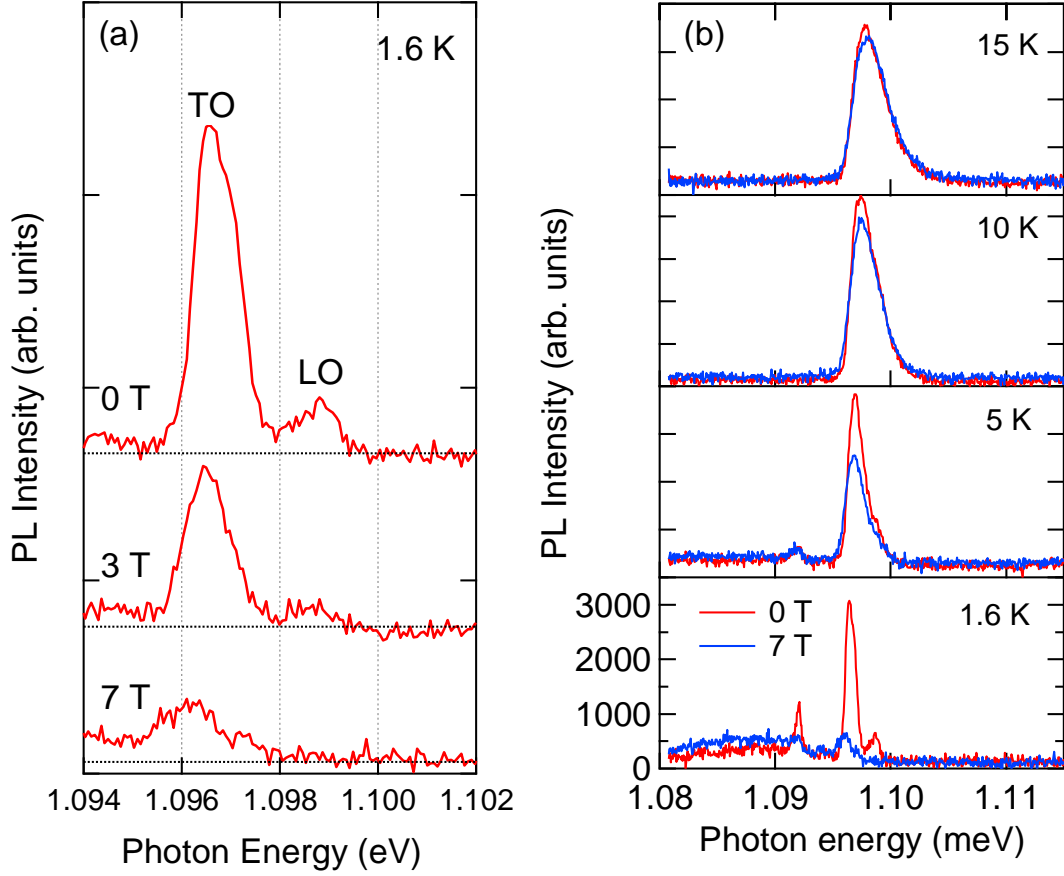 (a)
1.6 K
TO
LO
0 T
3 T
7 T
PL Intensity (arb. units)
1.094
1.096
1.098
1.100
1.102
Photon Energy (eV)
(b)
15 K
10 K
5 K
1.6 K
0 T
7 T
3000
2000
1000
0
PL Intensity (arb. units)
1.08
1.09
1.10
1.11
Photon energy (meV)